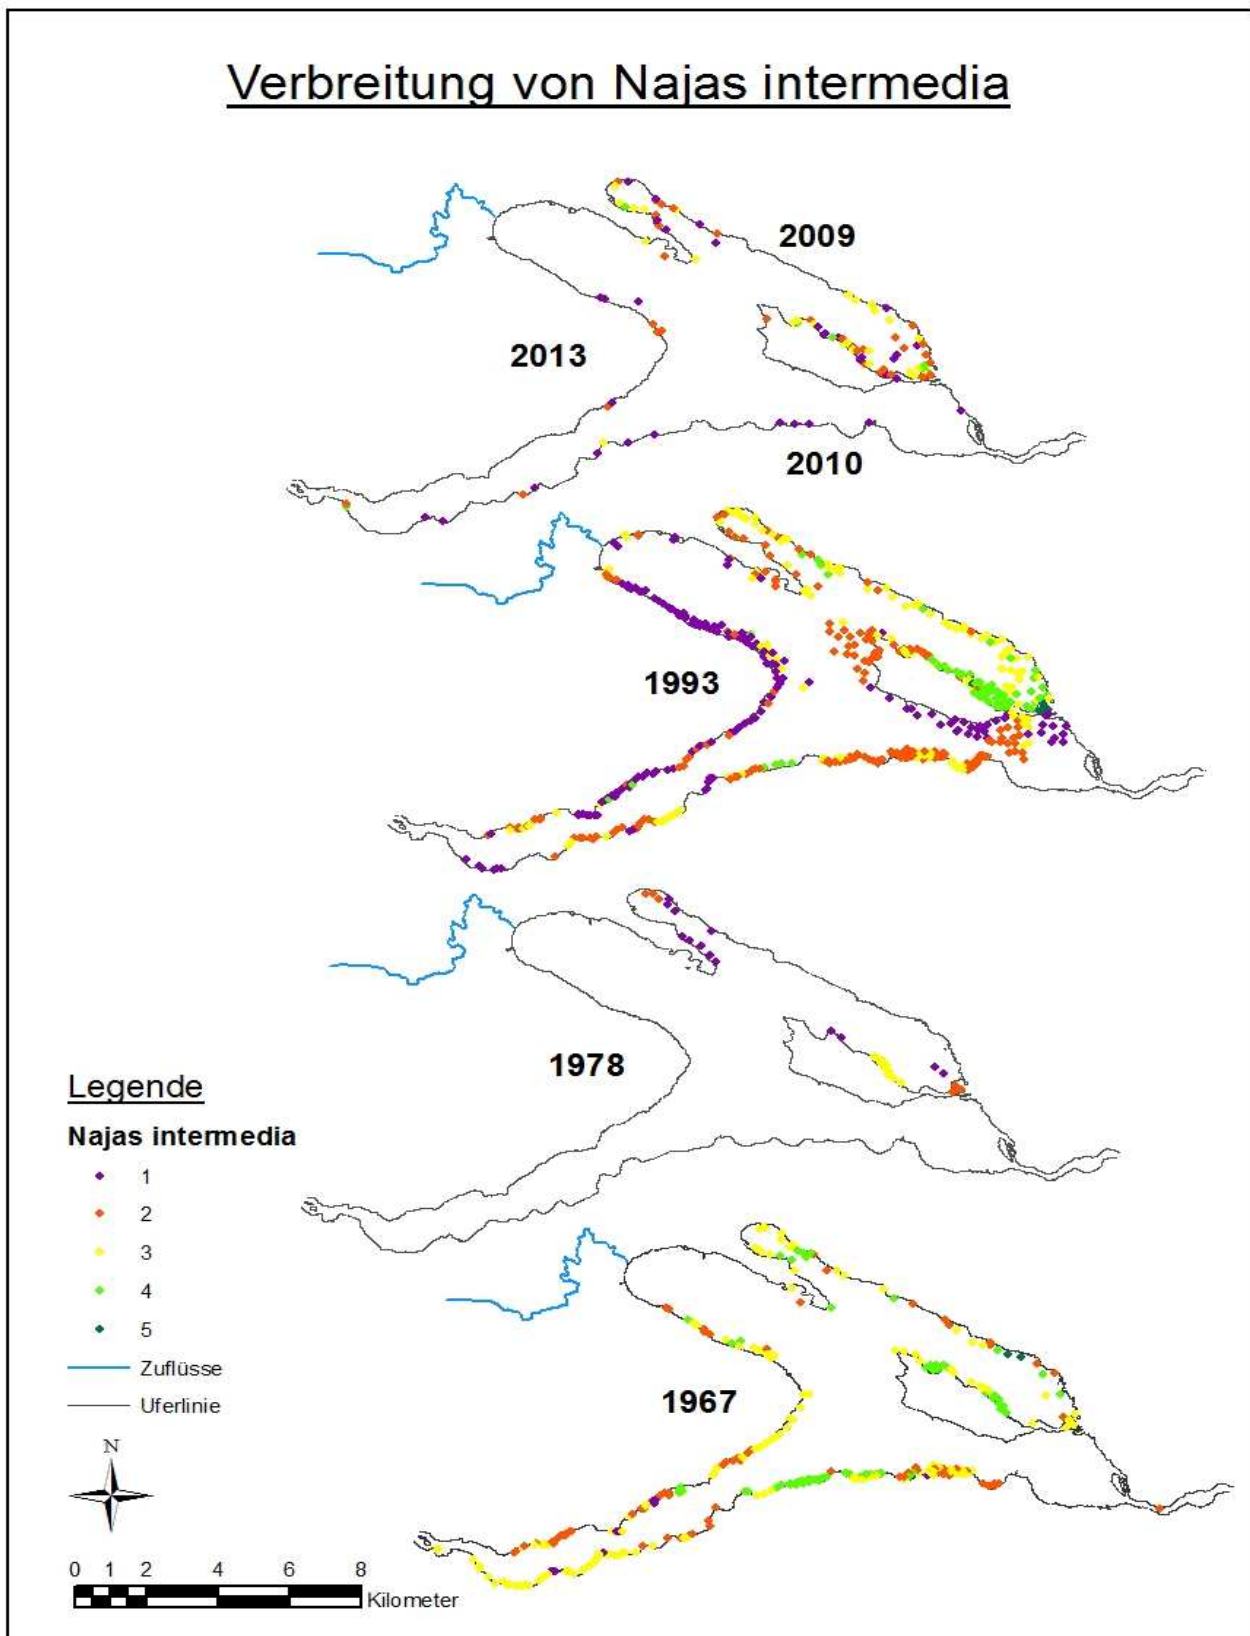 Verbreitung von Najas intermedia
2009
2013
2010
1993
1978
Legende
Najas intermedia
1
2
3
4
5
Zuflüsse
Uferlinie
1967
N
0 1 2 4 6 8
Kilometer